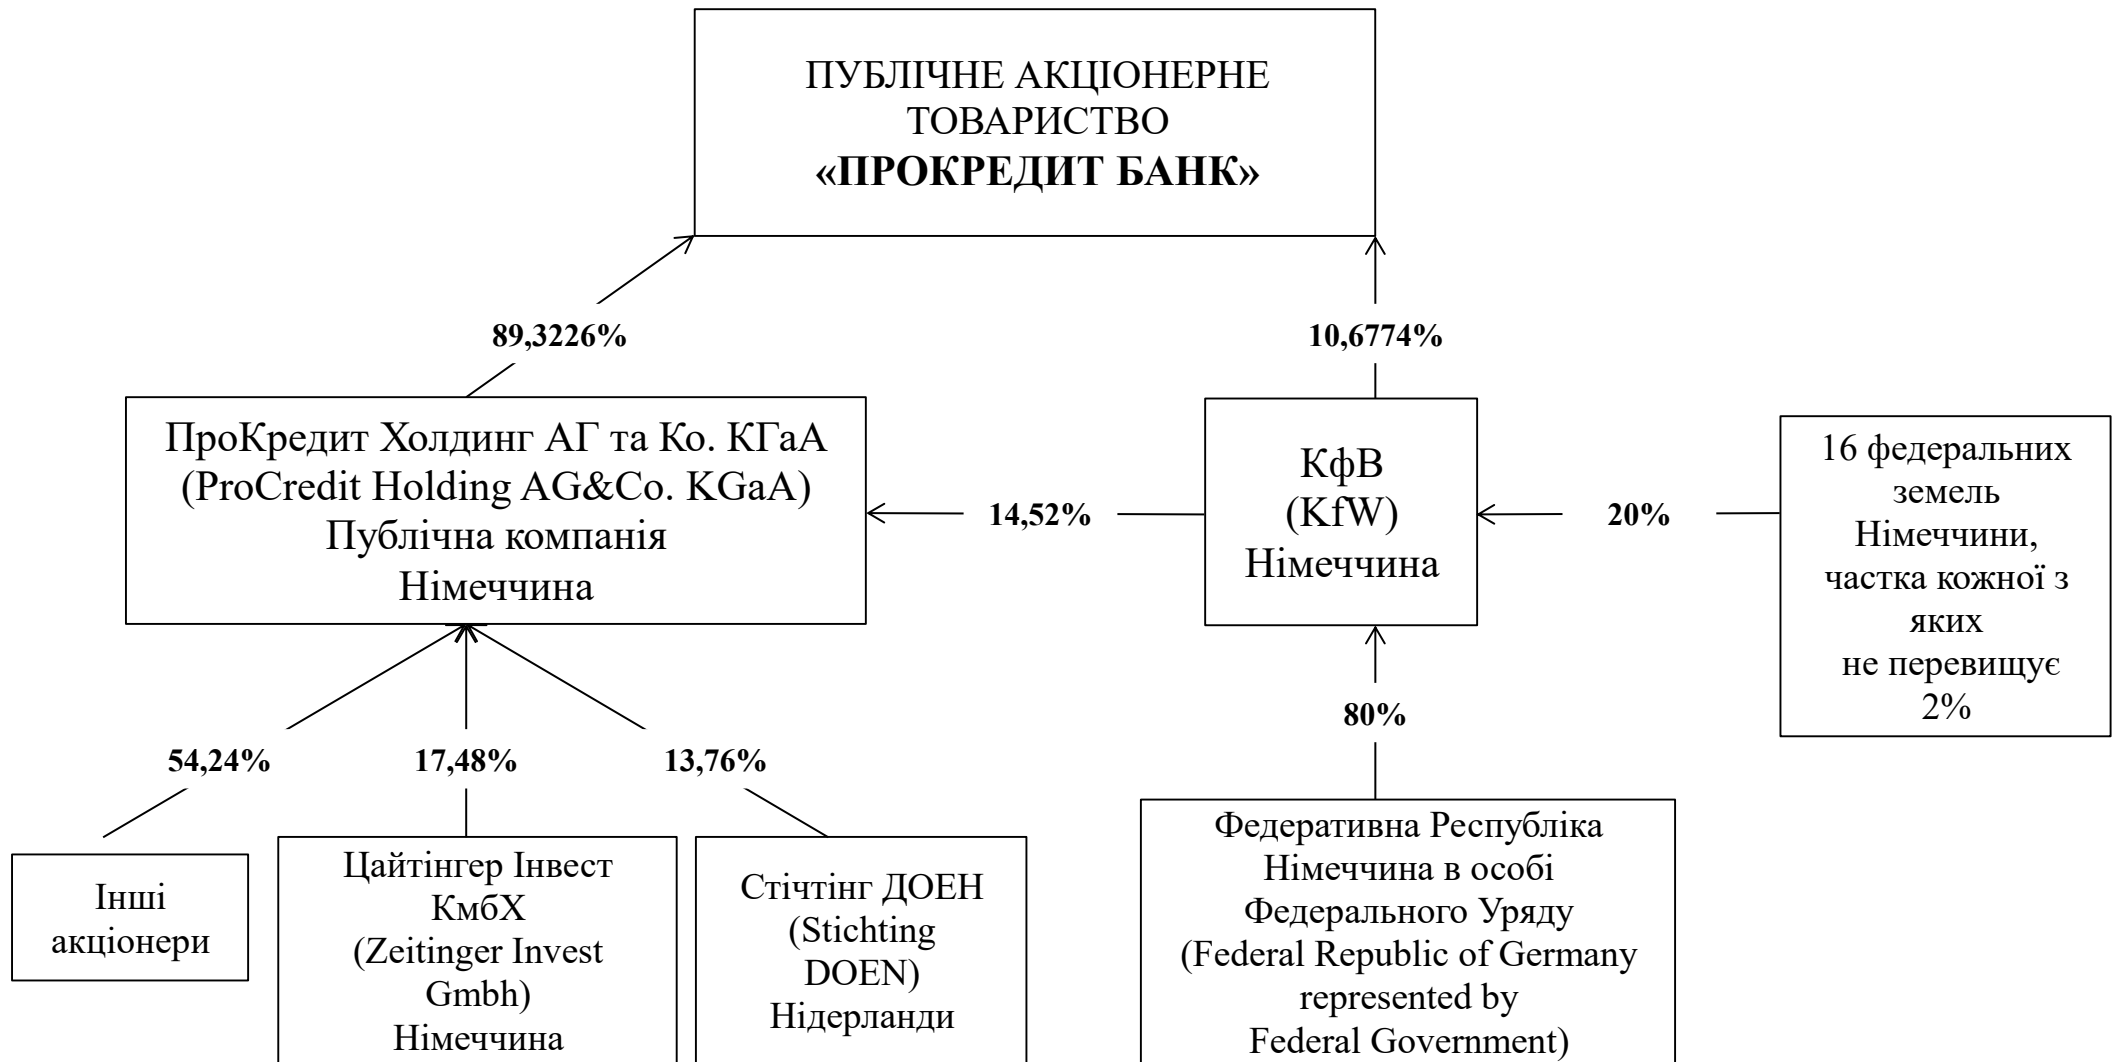 ПУБЛІЧНЕ АКЦІОНЕРНЕ
ТОВАРИСТВО
«ПРОКРЕДИТ БАНК»
89,3226%
10,6774%
ПроКредит Холдинг АГ та Ко. КГаА
(ProCredit Holding AG&Co. KGaA)
Публічна компанія
Німеччина
14,52%
КфВ
(KfW)
Німеччина
20%
16 федеральних
земель
Німеччини,
частка кожної з
яких
не перевищує
2%
54,24%
17,48%
13,76%
80%
Інші
акціонери
Цайтінгер Інвест
КмбХ
(Zeitinger Invest
Gmbh)
Німеччина
Стічтінг ДОЕН
(Stichting
DOEN)
Нідерланди
Федеративна Республіка
Німеччина в особі
Федерального Уряду
(Federal Republic of Germany
represented by
Federal Government)